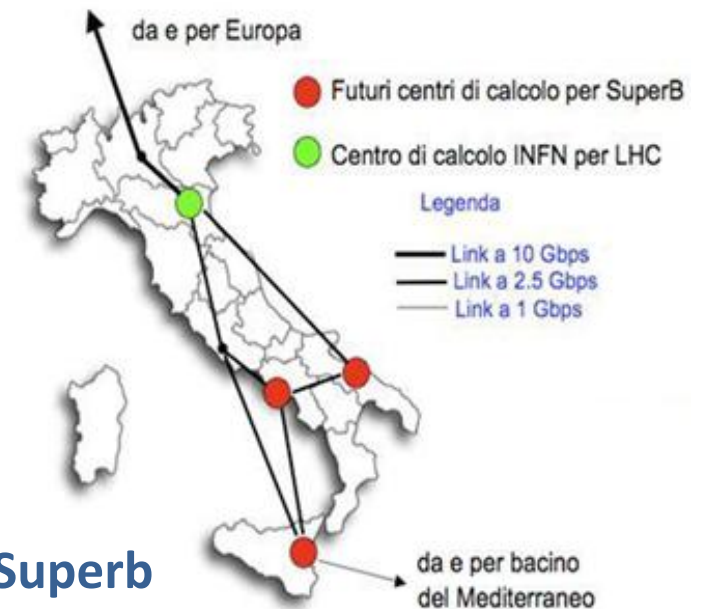 da e per Europa
Futuri centri di calcolo per SuperB
Centro di calcolo INFN per LHC
Legenda
Link a 10 Gbps
Link a 2.5 Gbps
Link a 1 Gbps
Superb
da e per bacino
del Mediterraneo